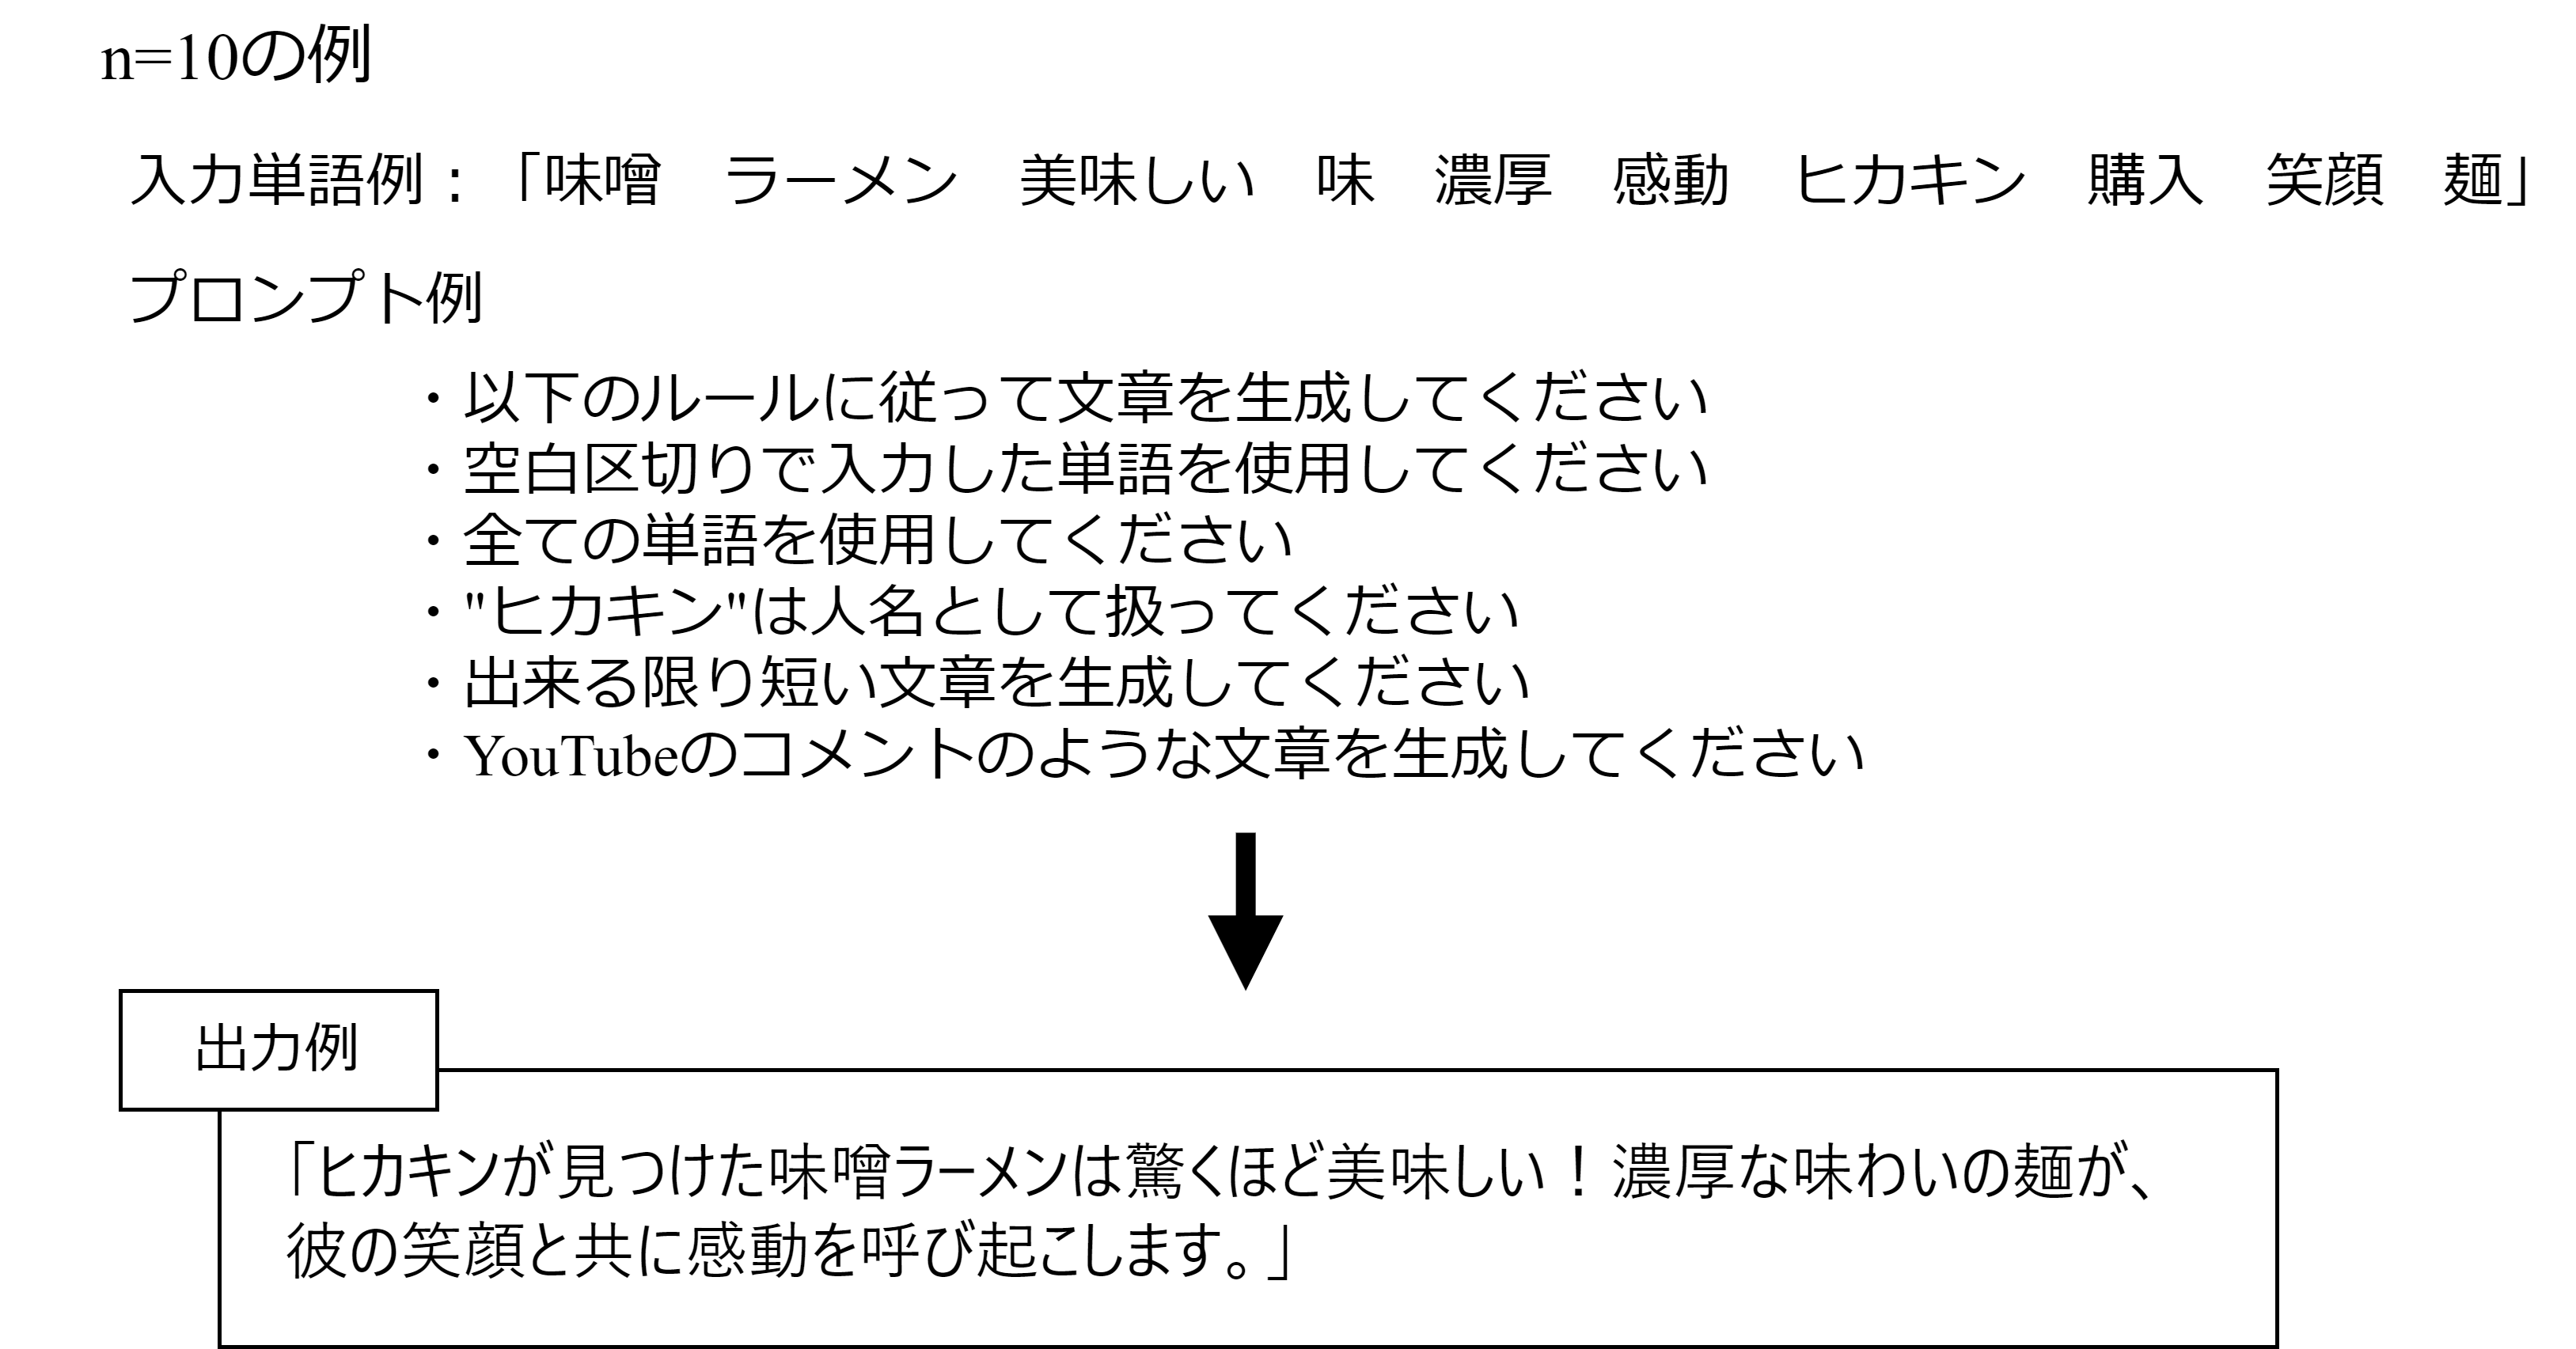 n=10の例
入力単語例：「味噌　ラーメン　美味しい　味　濃厚　感動　ヒカキン　購入　笑顔　麺」
プロンプト例
・以下のルールに従って文章を生成してください
・空白区切りで入力した単語を使用してください
・全ての単語を使用してください
・"ヒカキン"は人名として扱ってください
・出来る限り短い文章を生成してください
・YouTubeのコメントのような文章を生成してください
出力例
「ヒカキンが見つけた味噌ラーメンは驚くほど美味しい！濃厚な味わいの麺が、
彼の笑顔と共に感動を呼び起こします。」